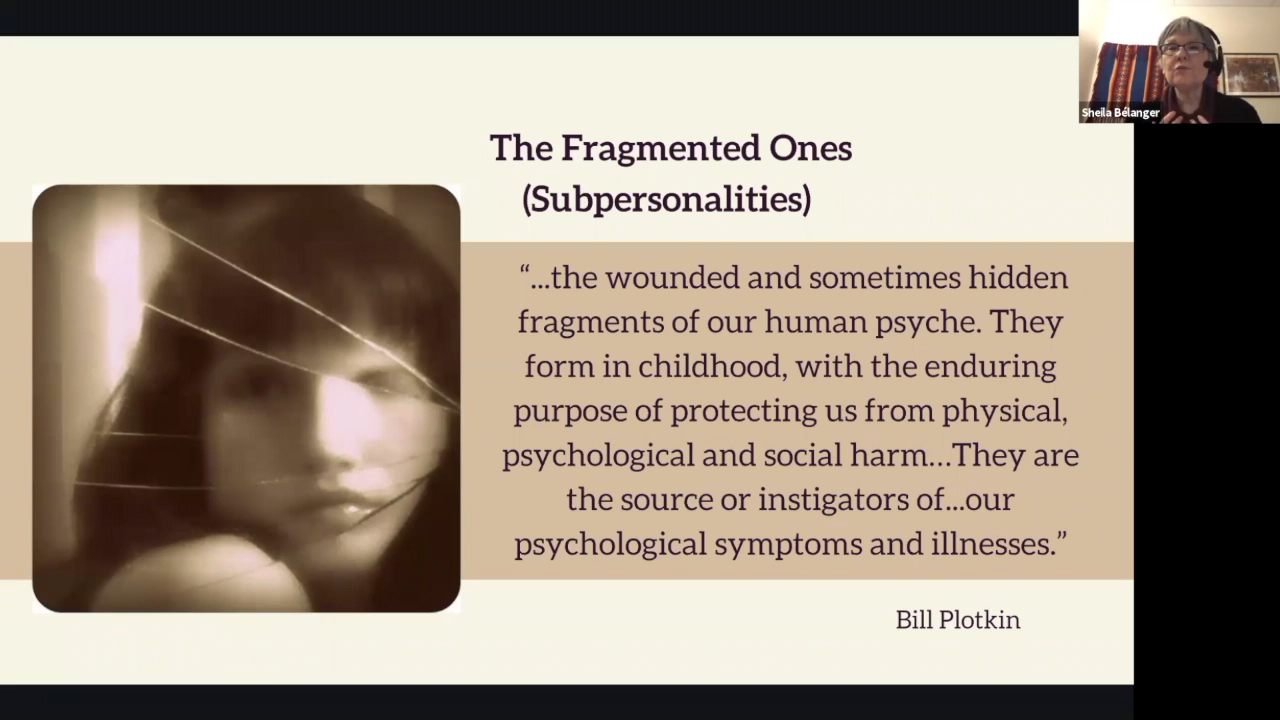 Sheila Bélanger
The Fragmented Ones
(Subpersonalities)
“...the wounded and sometimes hidden
fragments of our human psyche. They
form in childhood, with the enduring
purpose of protecting us from physical,
psychological and social harm...They are
the source or instigators of...our
psychological symptoms and illnesses.”
Bill Plotkin